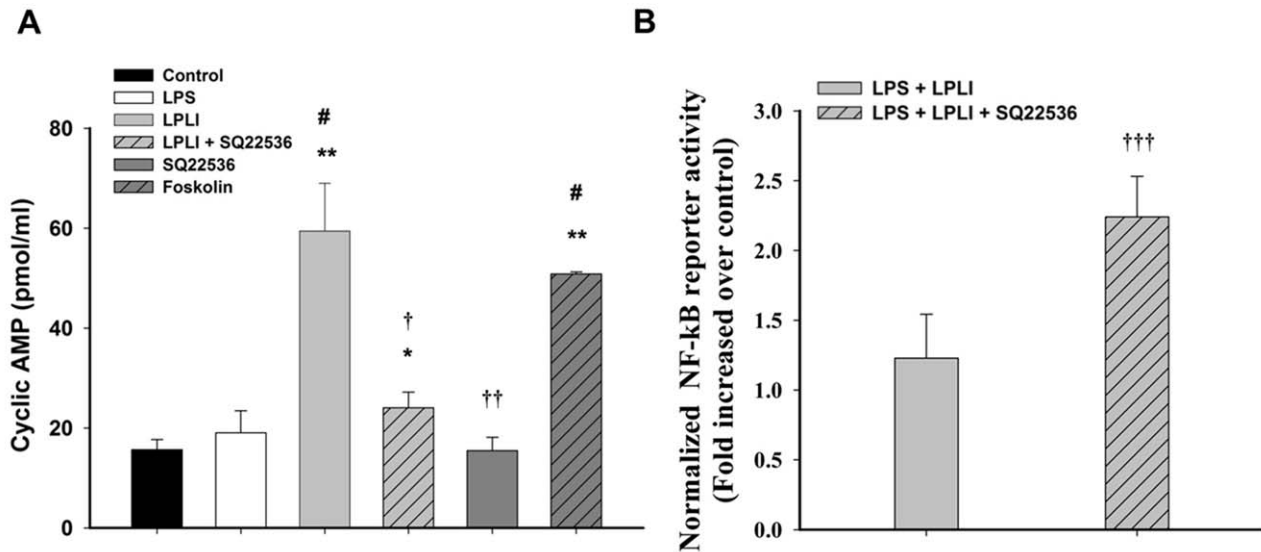 A
Control
LPS
LPLI
LPLI + SQ22536
SQ22536
Foskolin
Cyclic AMP (pmol/ml)
80
60
40
20
0
#
**
†
*
††
#
**
B
LPS + LPLI
LPS + LPLI + SQ22536
Normalized NF-kB reporter activity
(Fold increased over control)
3.0
2.5
2.0
1.5
1.0
0.5
0.0
†††